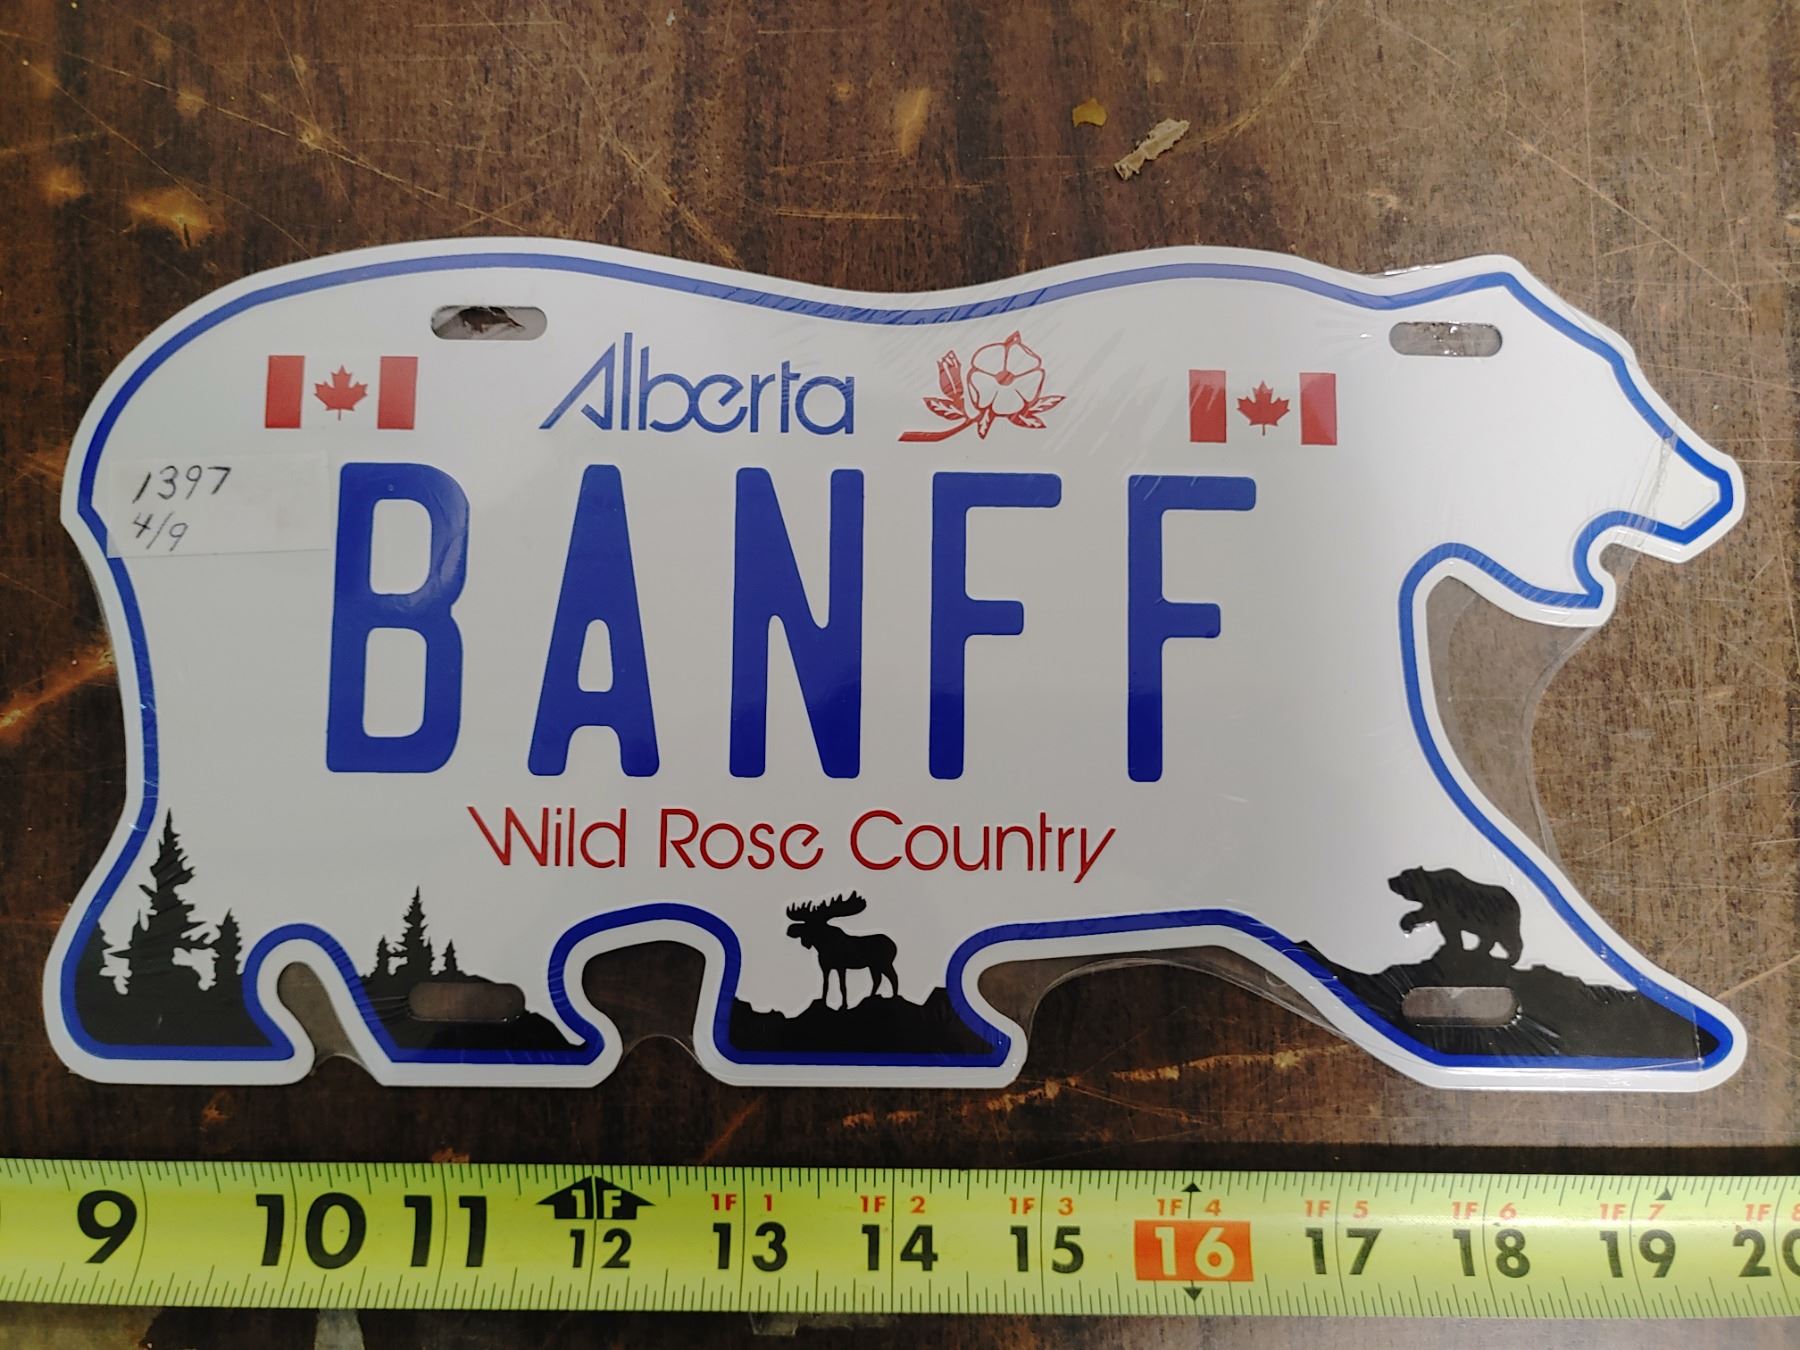 Alberta
1397
4/9
BANFF
Wild Rose Country
1F 1F 1 1F 2 1F 3 1F 4 1F 5 1F 6 1F 7 1F 8
9 10 11 12 13 14 15 16 17 18 19 20